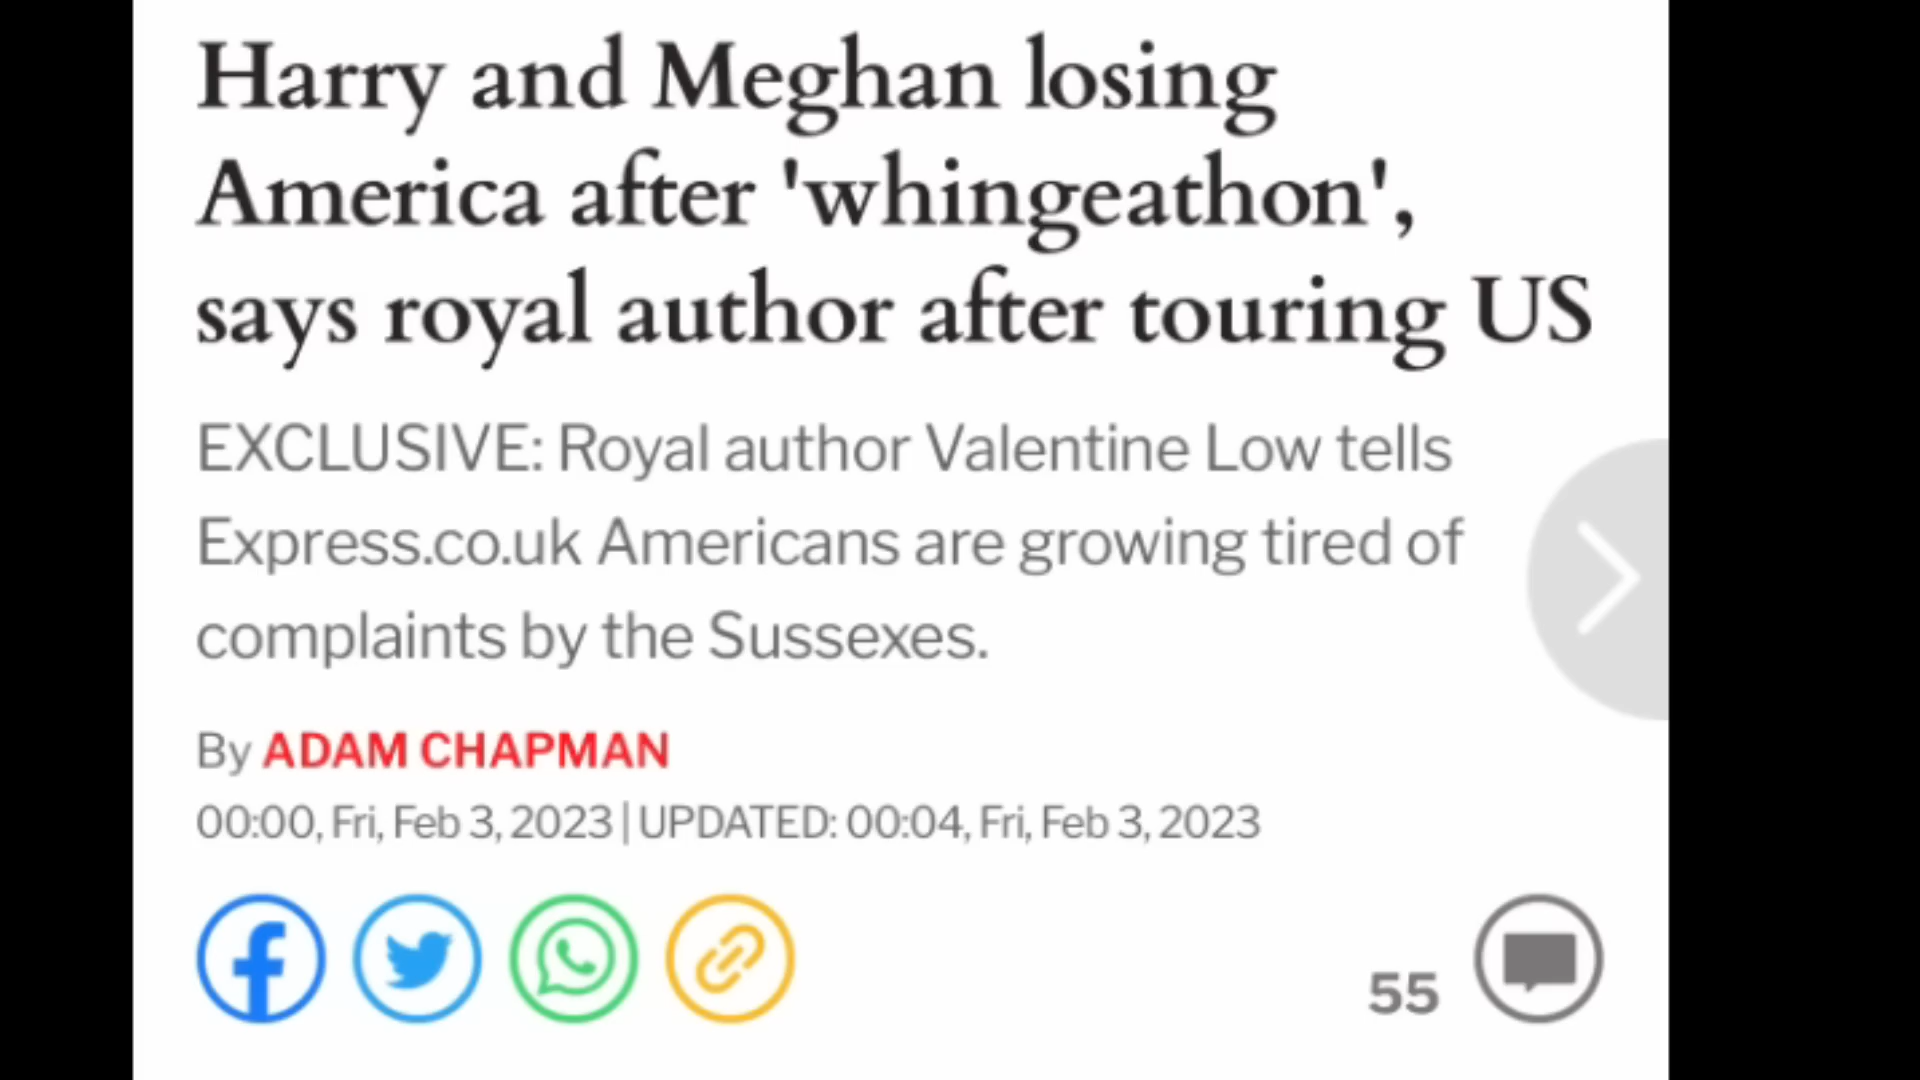 Harry and Meghan losing
America after 'whingeathon',
says royal author after touring US
EXCLUSIVE: Royal author Valentine Low tells
Express.co.uk Americans are growing tired of
complaints by the Sussexes.
By ADAM CHAPMAN
00:00, Fri, Feb 3, 2023 | UPDATED: 00:04, Fri, Feb 3, 2023
55